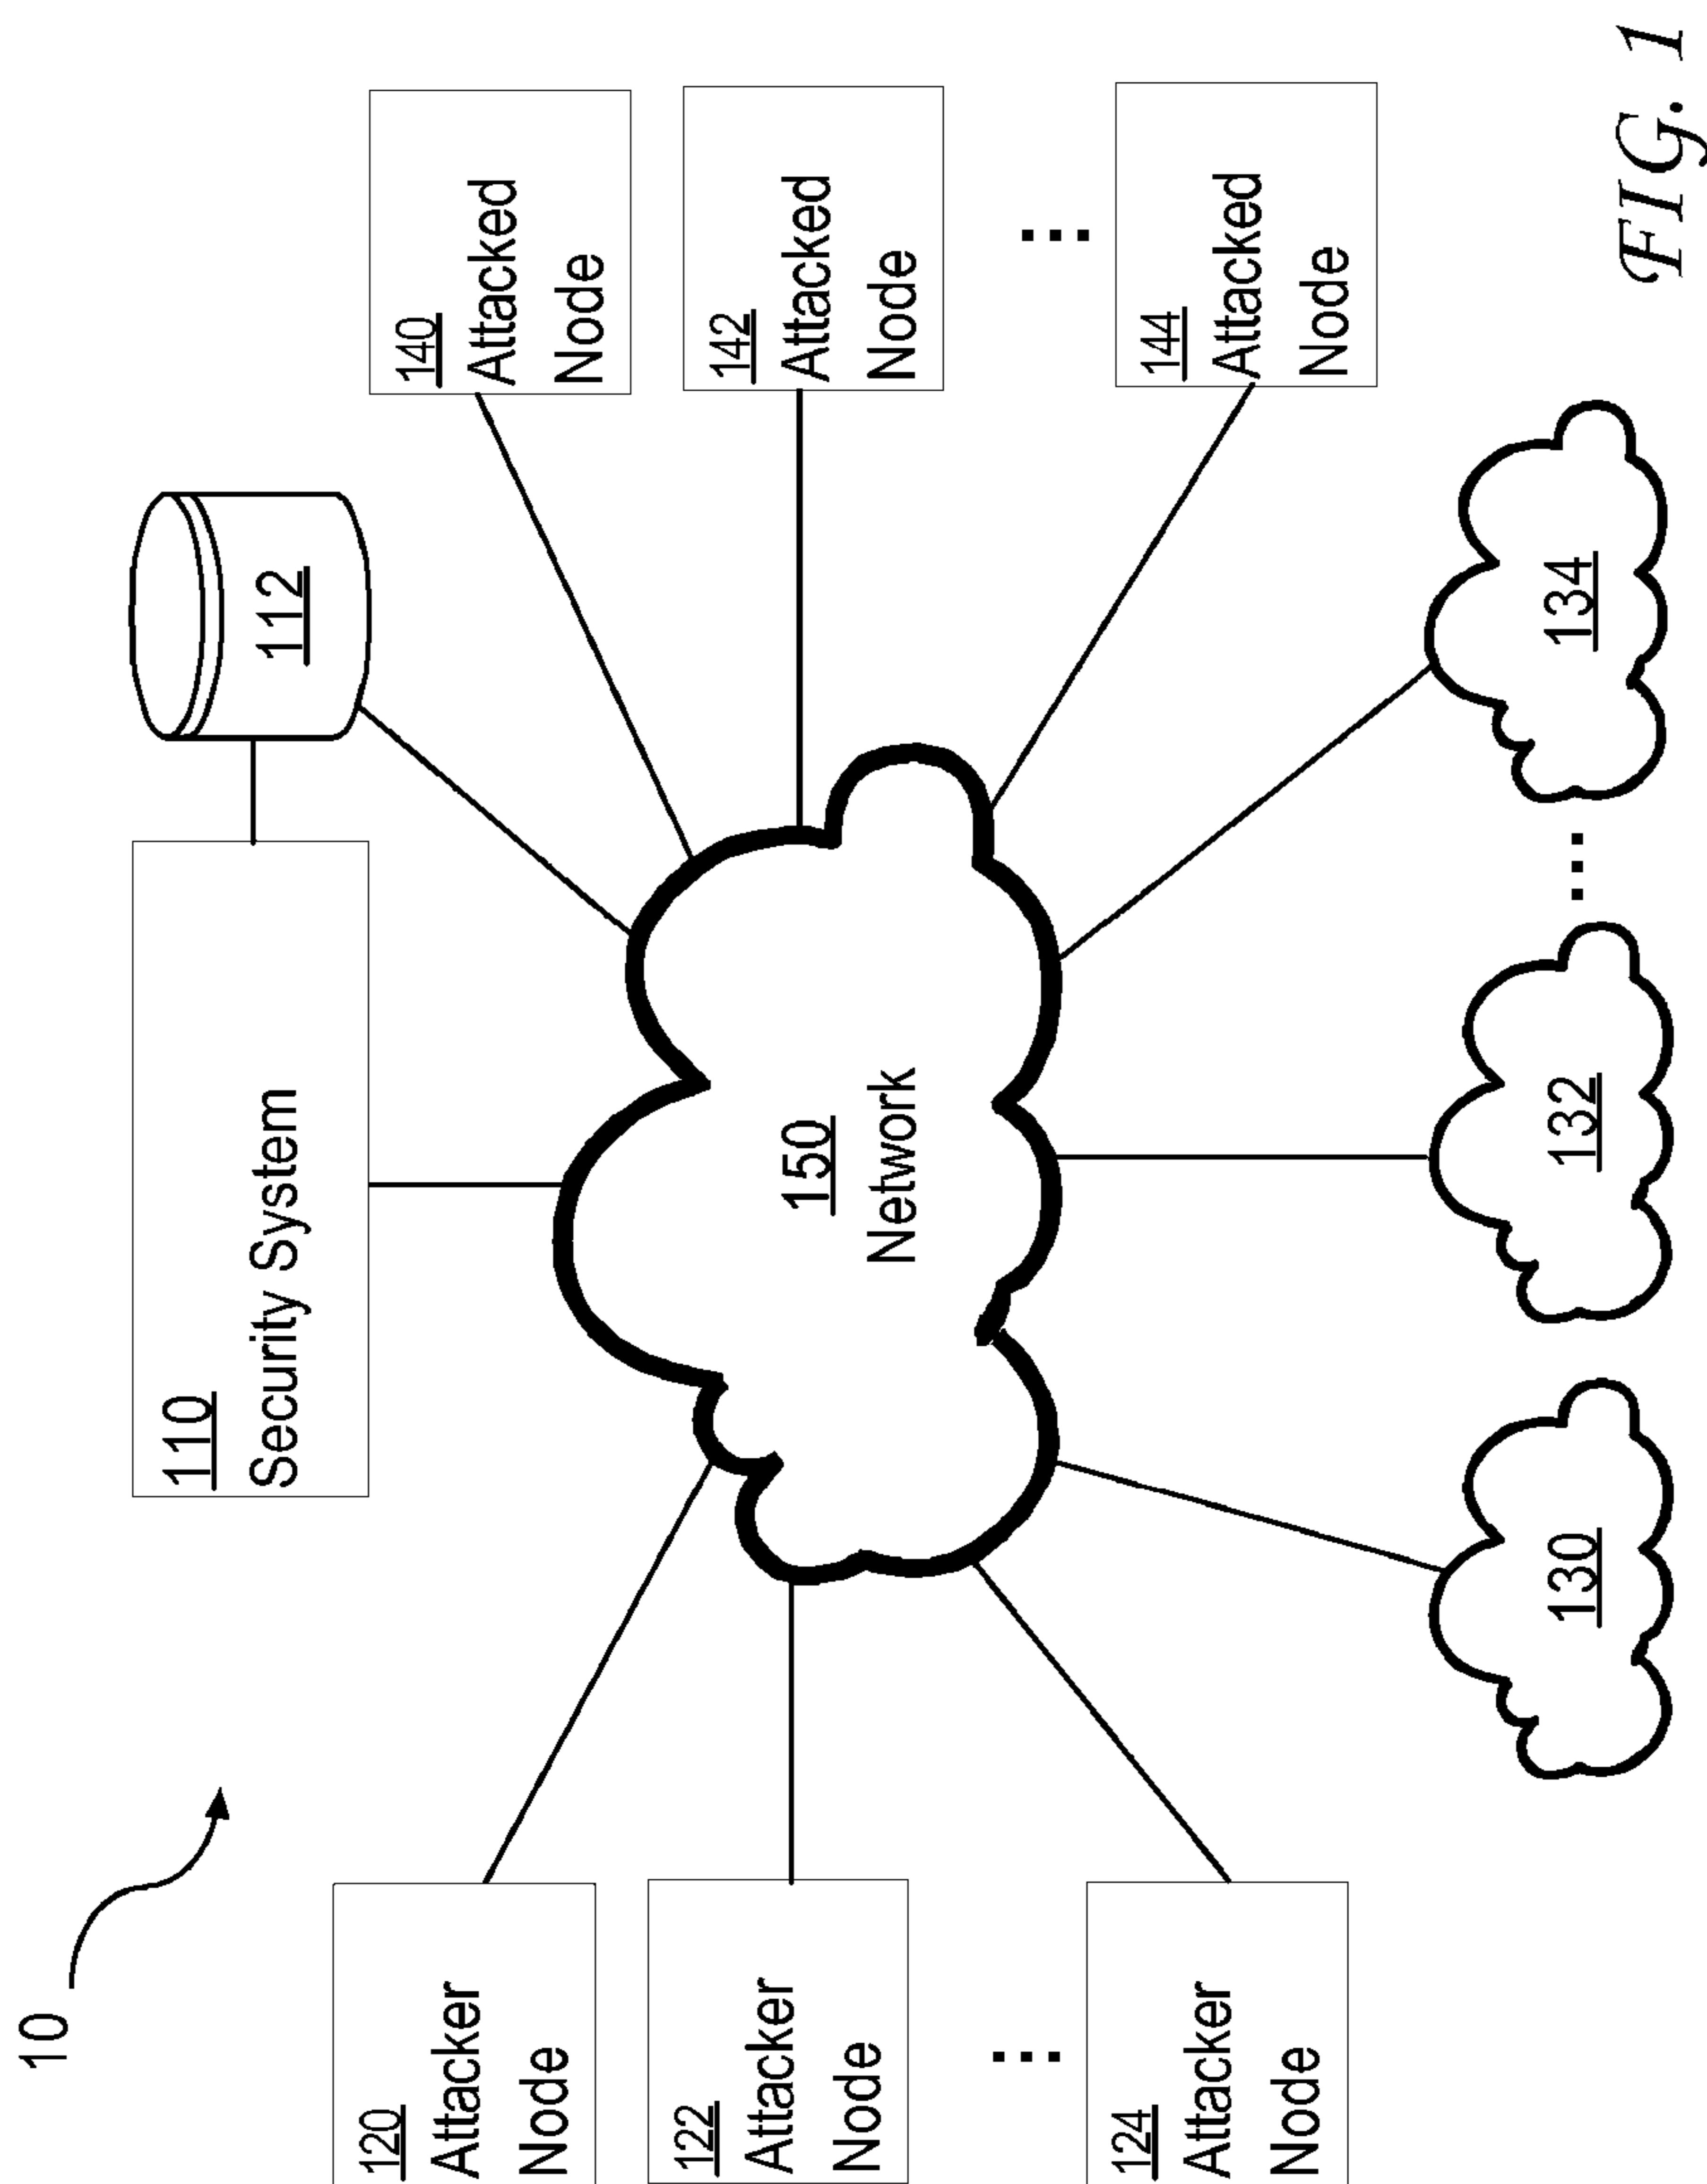 10
110
Security System
112
120
Attacker
Node
122
Attacker
Node
124
Attacker
Node
150
Network
140
Attacked
Node
142
Attacked
Node
144
Attacked
Node
130
132
134
FIG. 1